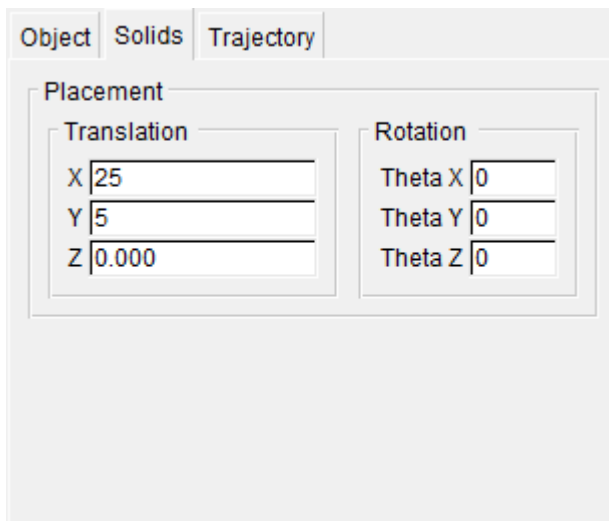 Object Solids Trajectory
Placement
Translation Rotation
X 25 Theta X 0
Y 5 Theta Y 0
Z 0.000 Theta Z 0